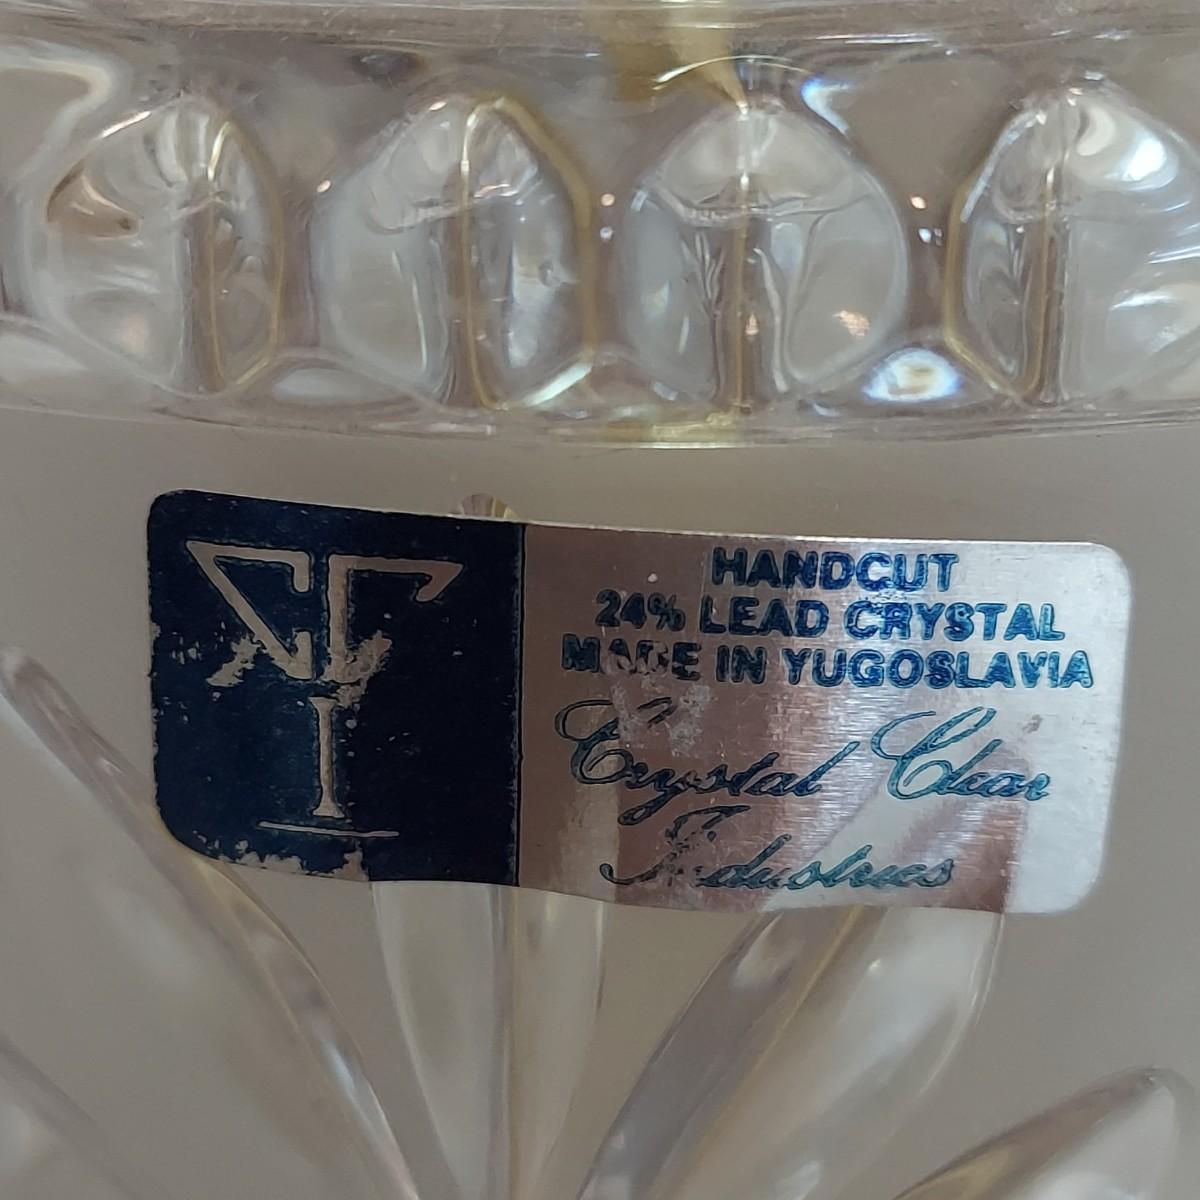 HANDCUT
24% LEAD CRYSTAL
MADE IN YUGOSLAVIA
Crystal Clear
Industries